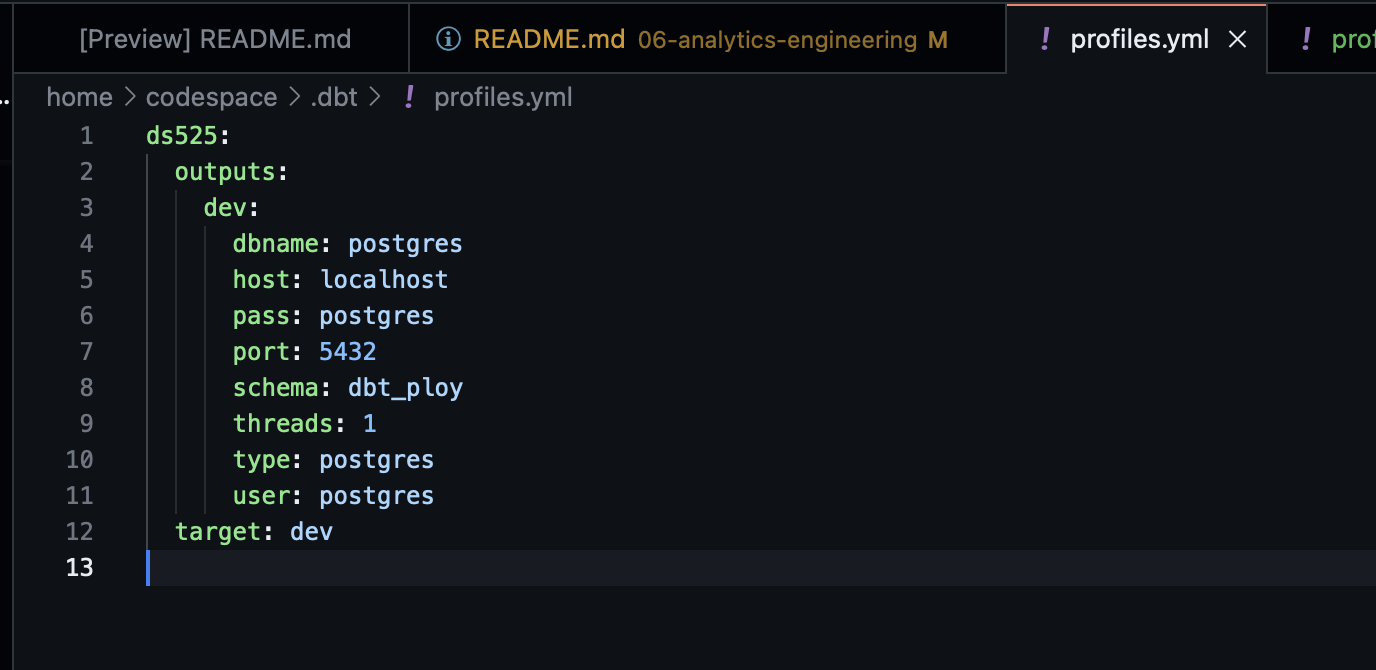 [Preview] README.md README.md 06-analytics-engineering M ! profiles.yml × !
home > codespace > .dbt > ! profiles.yml
1 ds525:
2   outputs:
3     dev:
4       dbname: postgres
5       host: localhost
6       pass: postgres
7       port: 5432
8       schema: dbt_ploy
9       threads: 1
10       type: postgres
11       user: postgres
12   target: dev
13